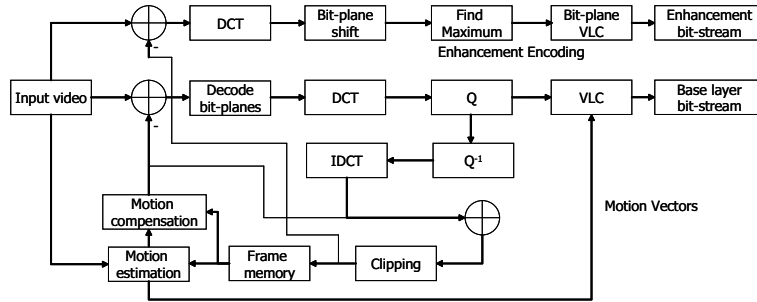 DCT
Bit-plane
shift
Find
Maximum
Bit-plane
VLC
Enhancement
bit-stream
-
Enhancement Encoding
Input video
Decode
bit-planes
DCT
Q
VLC
Base layer
bit-stream
-
IDCT
Q-1
Motion
compensation
Motion Vectors
Motion
estimation
Frame
memory
Clipping